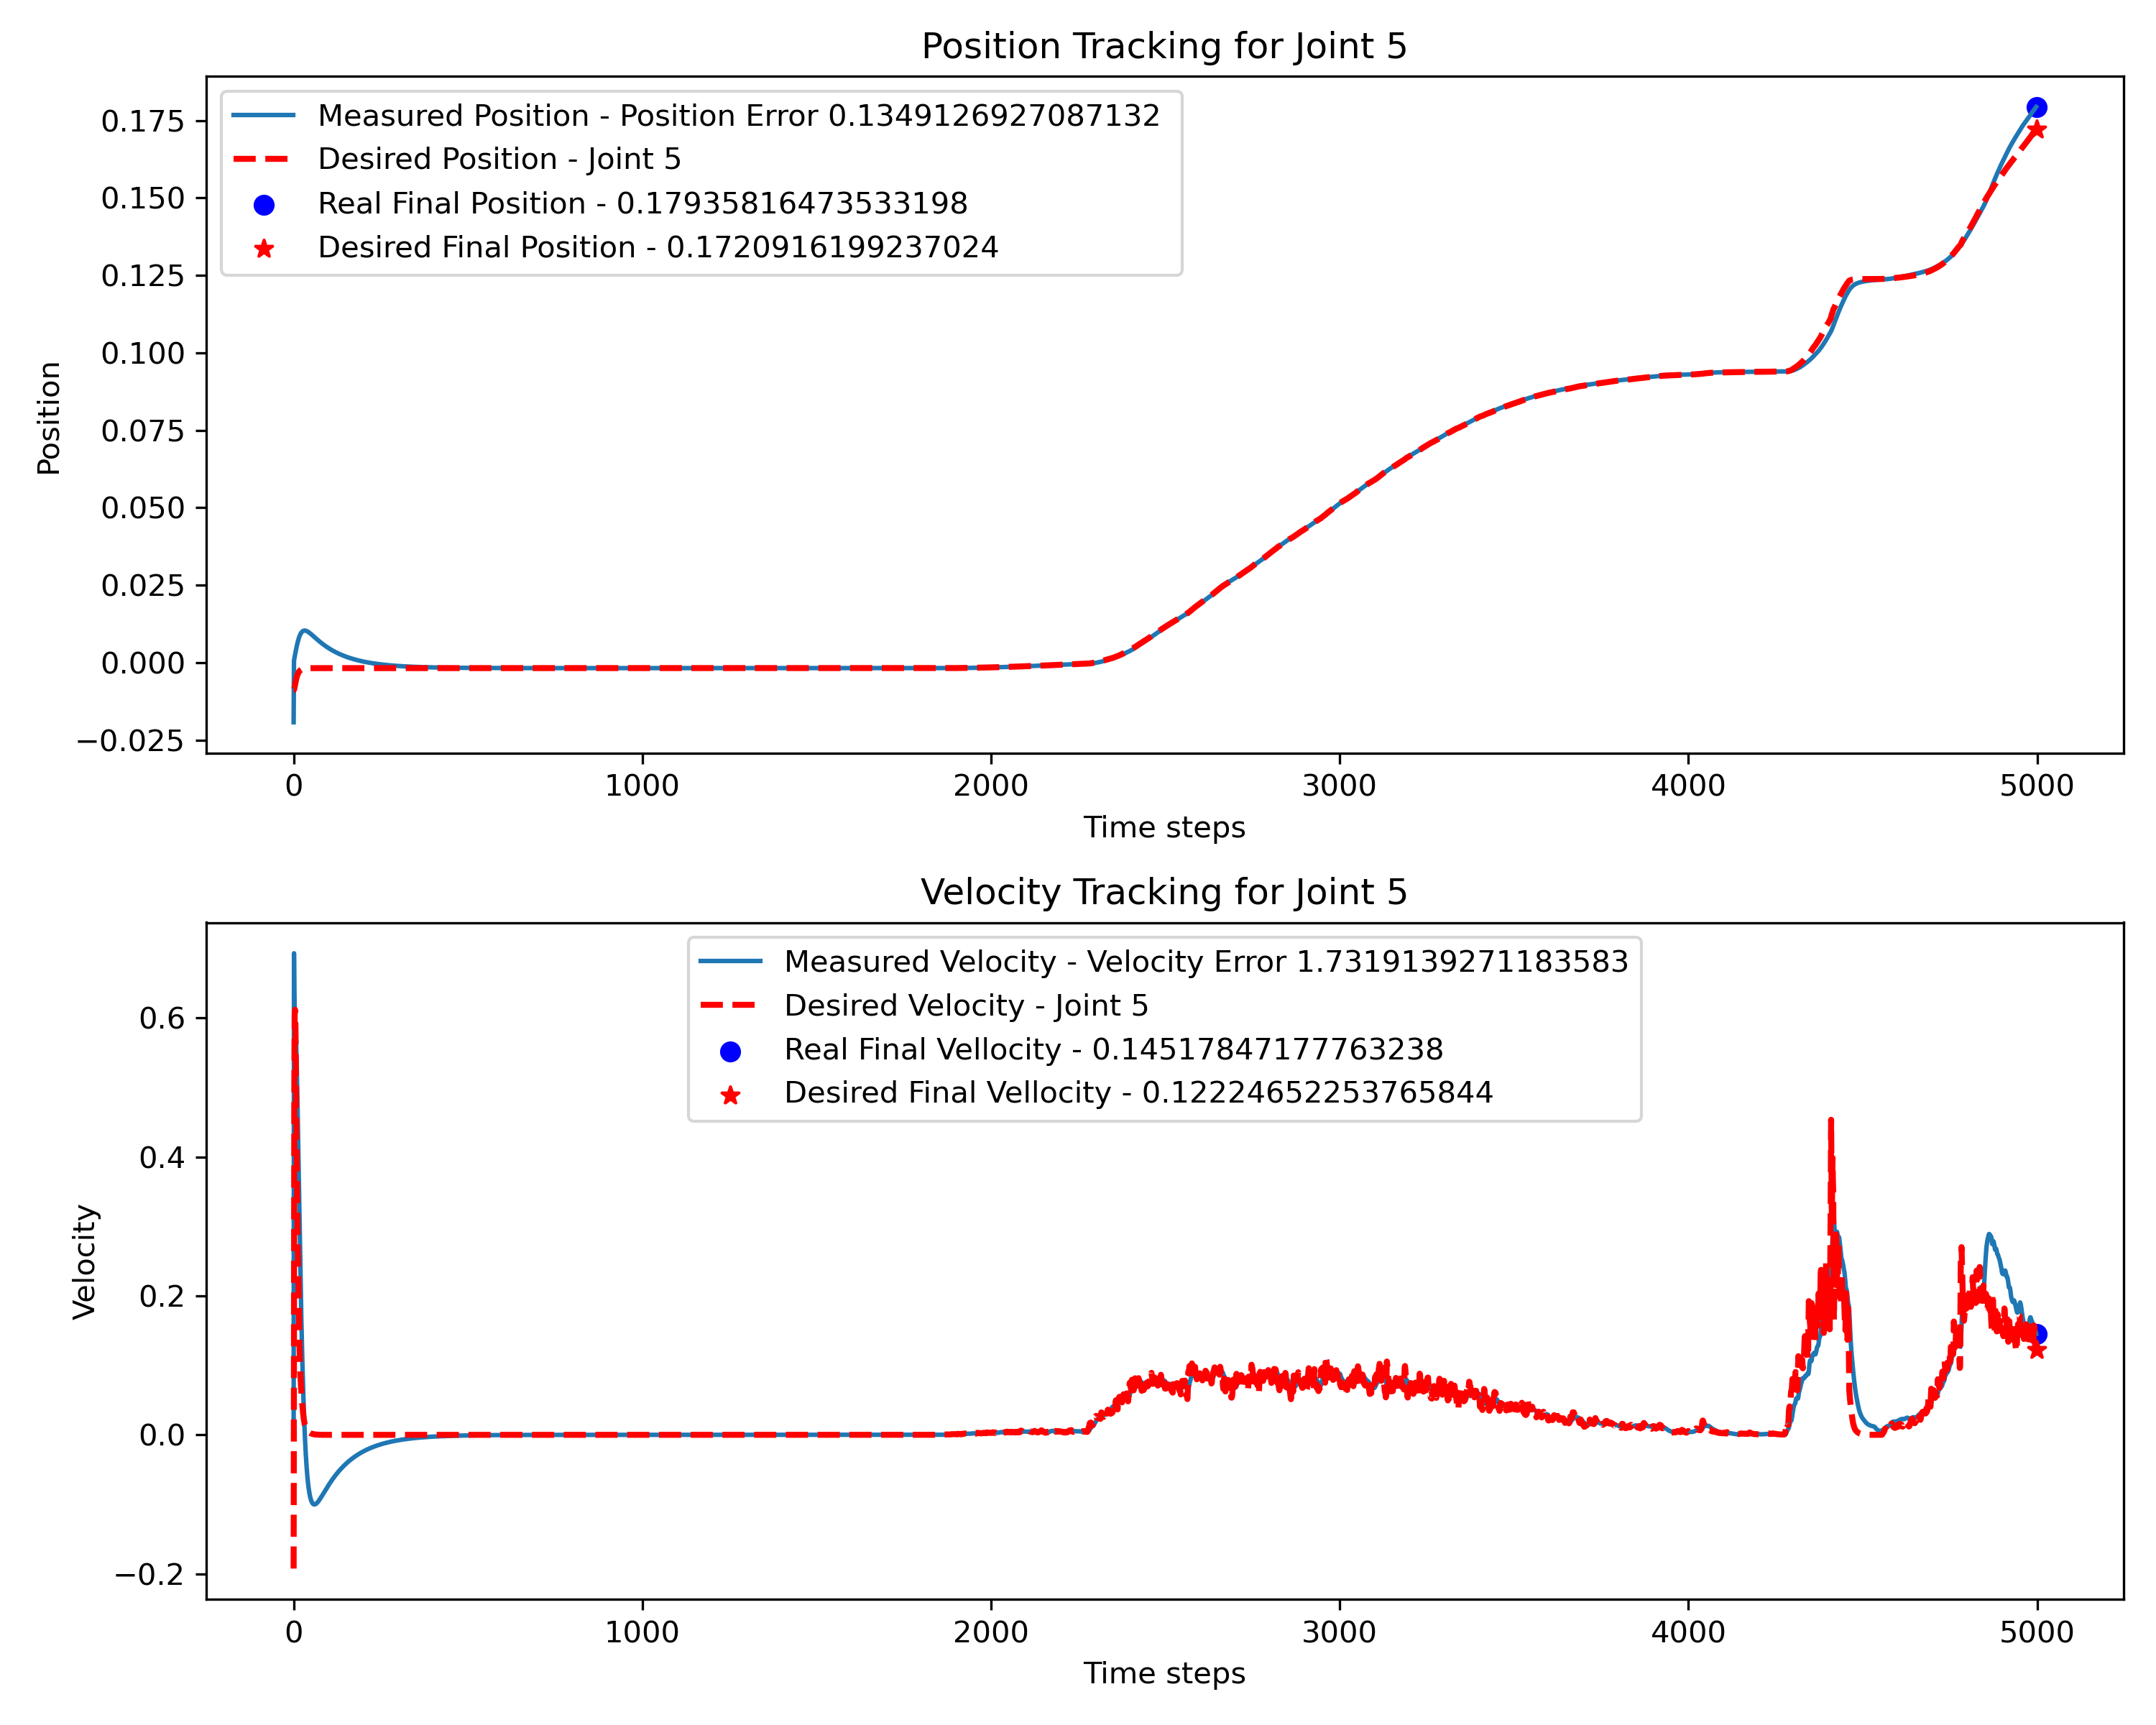 Position Tracking for Joint 5
Measured Position - Position Error 0.1349126927087132
Desired Position - Joint 5
Real Final Position - 0.17935816473533198
Desired Final Position - 0.1720916199237024
0.175
0.150
0.125
0.100
0.075
0.050
0.025
0.000
−0.025
Position
0 1000 2000 3000 4000 5000
Time steps
Velocity Tracking for Joint 5
Measured Velocity - Velocity Error 1.7319139271183583
Desired Velocity - Joint 5
Real Final Vellocity - 0.14517847177763238
Desired Final Vellocity - 0.12224652253765844
0.6
0.4
0.2
0.0
−0.2
Velocity
0 1000 2000 3000 4000 5000
Time steps